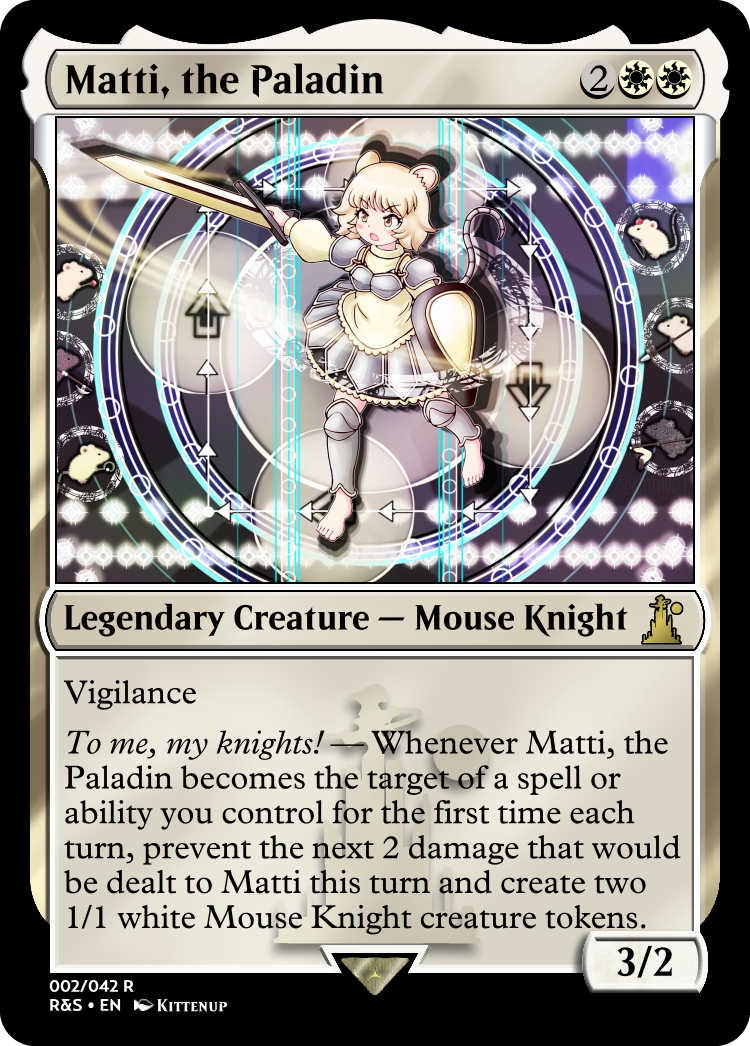 Matti, the Paladin 2
Legendary Creature — Mouse Knight
Vigilance
To me, my knights! — Whenever Matti, the
Paladin becomes the target of a spell or
ability you control for the first time each
turn, prevent the next 2 damage that would
be dealt to Matti this turn and create two
1/1 white Mouse Knight creature tokens.
3/2
002/042 R
R&S • EN KITTENUP